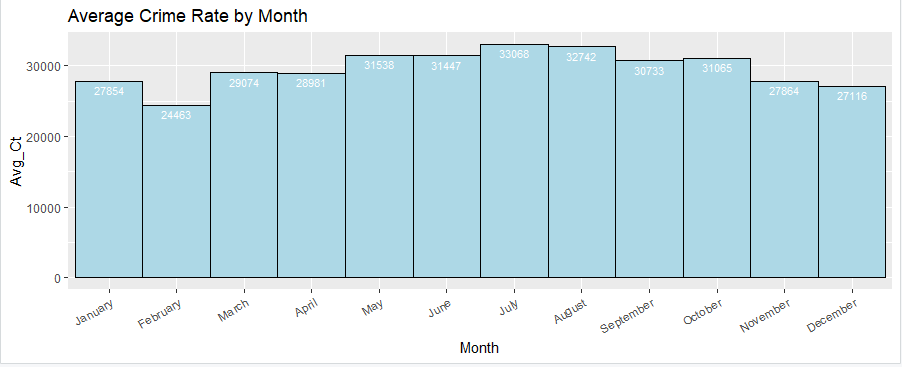 Average Crime Rate by Month
Avg_Ct
30000
20000
10000
0
27854
24463
29074
28981
31538
31447
33068
32742
30733
31065
27864
27116
January
February
March
April
May
June
July
August
September
October
November
December
Month